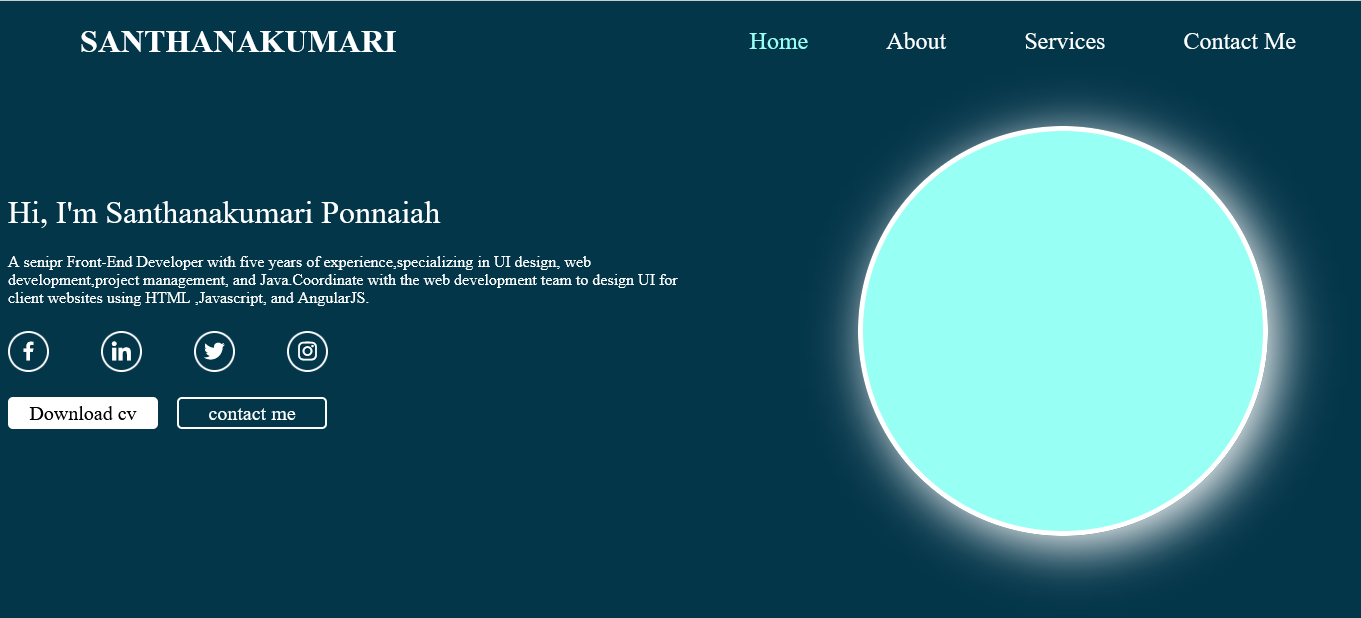 SANTHANAKUMARI
Home
About
Services
Contact Me
Hi, I'm Santhanakumari Ponnaiah
A senipr Front-End Developer with five years of experience,specializing in UI design, web
development,project management, and Java.Coordinate with the web development team to design UI for
client websites using HTML ,Javascript, and AngularJS.
Download cv
contact me